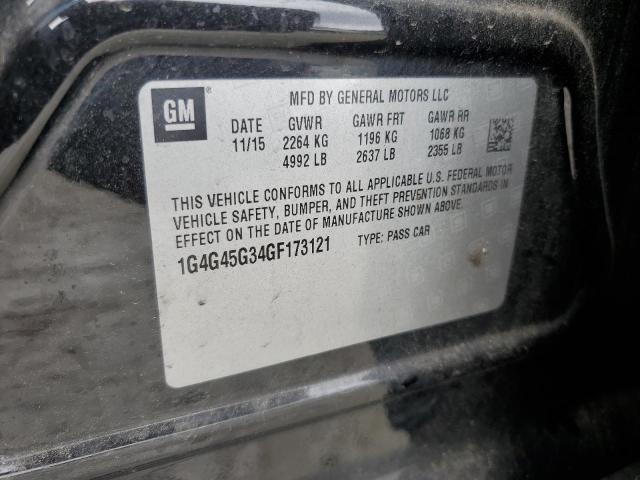 GM
MFD BY GENERAL MOTORS LLC
DATE GVWR GAWR FRT GAWR RR
11/15 2264 KG 1196 KG 1068 KG
4992 LB 2637 LB 2355 LB
THIS VEHICLE CONFORMS TO ALL APPLICABLE U.S. FEDERAL MOTOR
VEHICLE SAFETY, BUMPER, AND THEFT PREVENTION STANDARDS IN
EFFECT ON THE DATE OF MANUFACTURE SHOWN ABOVE.
1G4G45G34GF173121 TYPE: PASS CAR